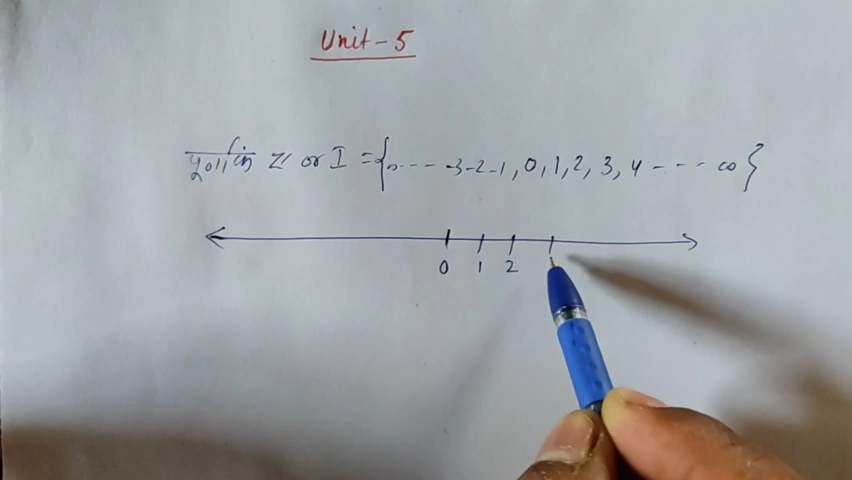 Unit-5
पूर्णांक Z or I = {∞---- -3-2-1, 0, 1, 2, 3, 4 - - -- ∞}
0 1 2